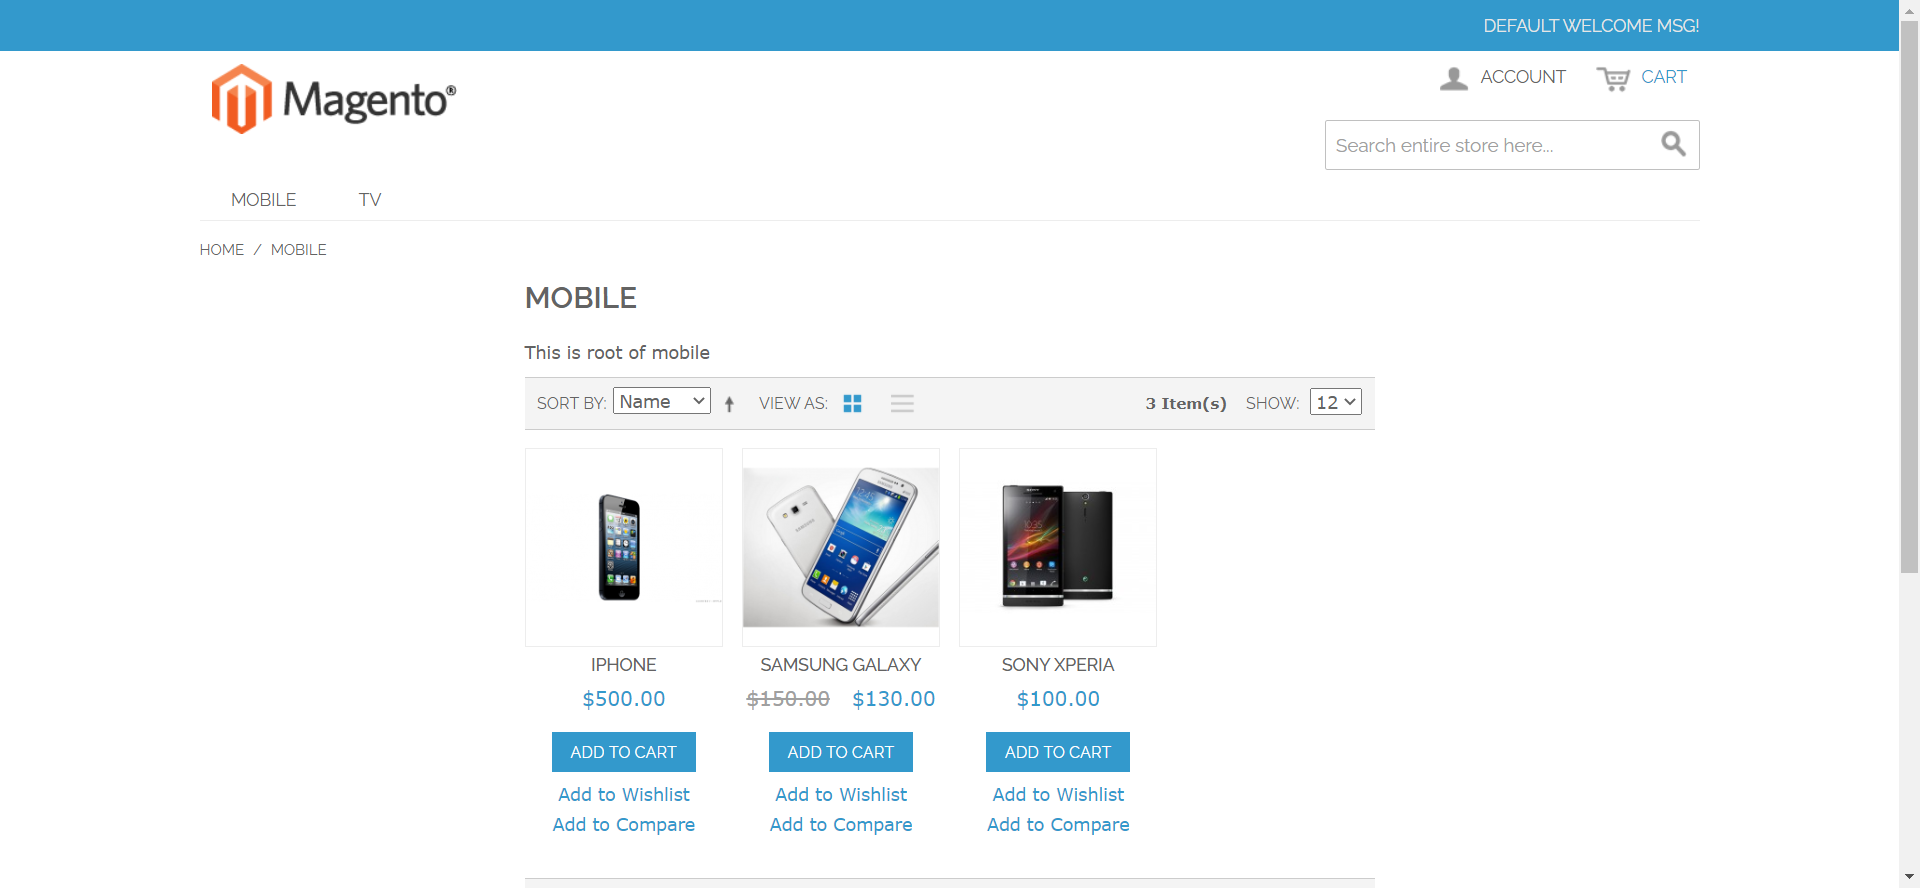 DEFAULT WELCOME MSG!
Magento®
ACCOUNT CART
Search entire store here...
MOBILE TV
HOME / MOBILE
MOBILE
This is root of mobile
SORT BY: Name VIEW AS: 3 Item(s) SHOW: 12
IPHONE SAMSUNG GALAXY SONY XPERIA
$500.00 $150.00 $130.00 $100.00
ADD TO CART ADD TO CART ADD TO CART
Add to Wishlist Add to Wishlist Add to Wishlist
Add to Compare Add to Compare Add to Compare